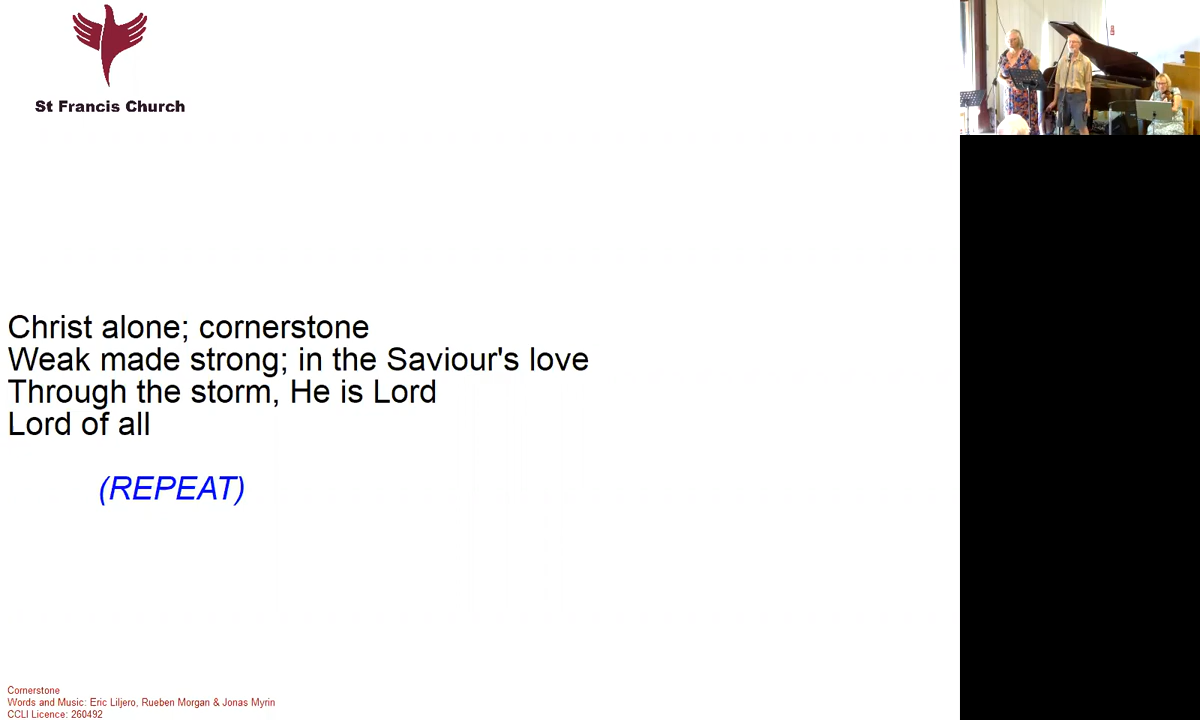 St Francis Church
Christ alone; cornerstone
Weak made strong; in the Saviour's love
Through the storm, He is Lord
Lord of all
(REPEAT)
Cornerstone
Words and Music: Eric Liljero, Rueben Morgan & Jonas Myrin
CCLI Licence: 260492